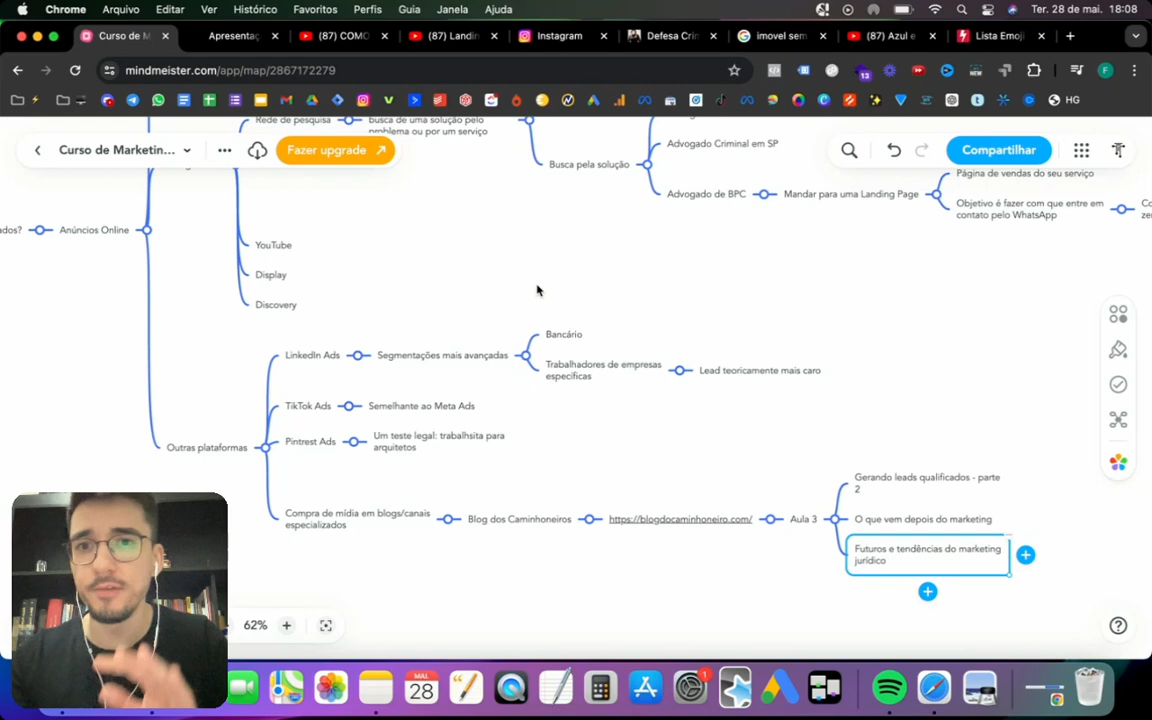 Chrome Arquivo Editar Ver Histórico Favoritos Perfis Guia Janela Ajuda Ter. 28 de mai. 18:08
Curso de M Apresentaç (87) COMO (87) Landin Instagram Defesa Crin imovel sem (87) Azul e Lista Emoji
mindmeister.com/app/map/2867172279
13
F
HG
Curso de Marketin... Fazer upgrade Compartilhar
Rede de pesquisa
busca de uma solução pelo
problema ou por um serviço
Advogado Criminal em SP
Busca pela solução
Advogado de BPC
Mandar para uma Landing Page
Página de vendas do seu serviço
Objetivo é fazer com que entre em
contato pelo WhatsApp
Co
zer
ados?
Anúncios Online
YouTube
Display
Discovery
LinkedIn Ads
Segmentações mais avançadas
Bancário
Trabalhadores de empresas
específicas
Lead teoricamente mais caro
TikTok Ads
Semelhante ao Meta Ads
Outras plataformas
Pintrest Ads
Um teste legal: trabalhsita para
arquitetos
Compra de mídia em blogs/canais
especializados
Blog dos Caminhoneiros
https://blogdocaminhoneiro.com/
Aula 3
Gerando leads qualificados - parte
2
O que vem depois do marketing
Futuros e tendências do marketing
jurídico
62%
MAI.
28
1